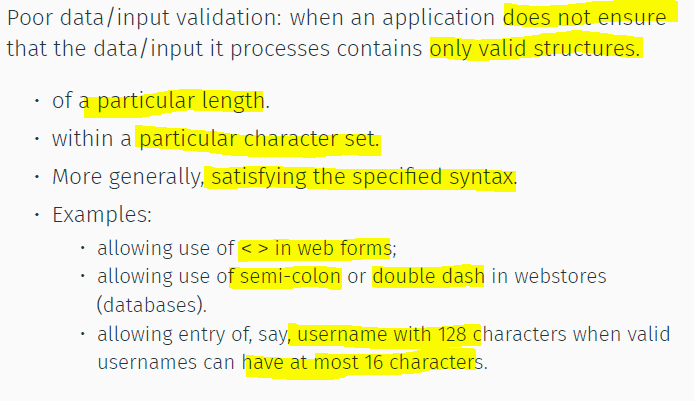 Poor data/input validation: when an application does not ensure
that the data/input it processes contains only valid structures.
• of a particular length.
• within a particular character set.
• More generally, satisfying the specified syntax.
• Examples:
• allowing use of < > in web forms;
• allowing use of semi-colon or double dash in webstores
(databases).
• allowing entry of, say, username with 128 characters when valid
usernames can have at most 16 characters.